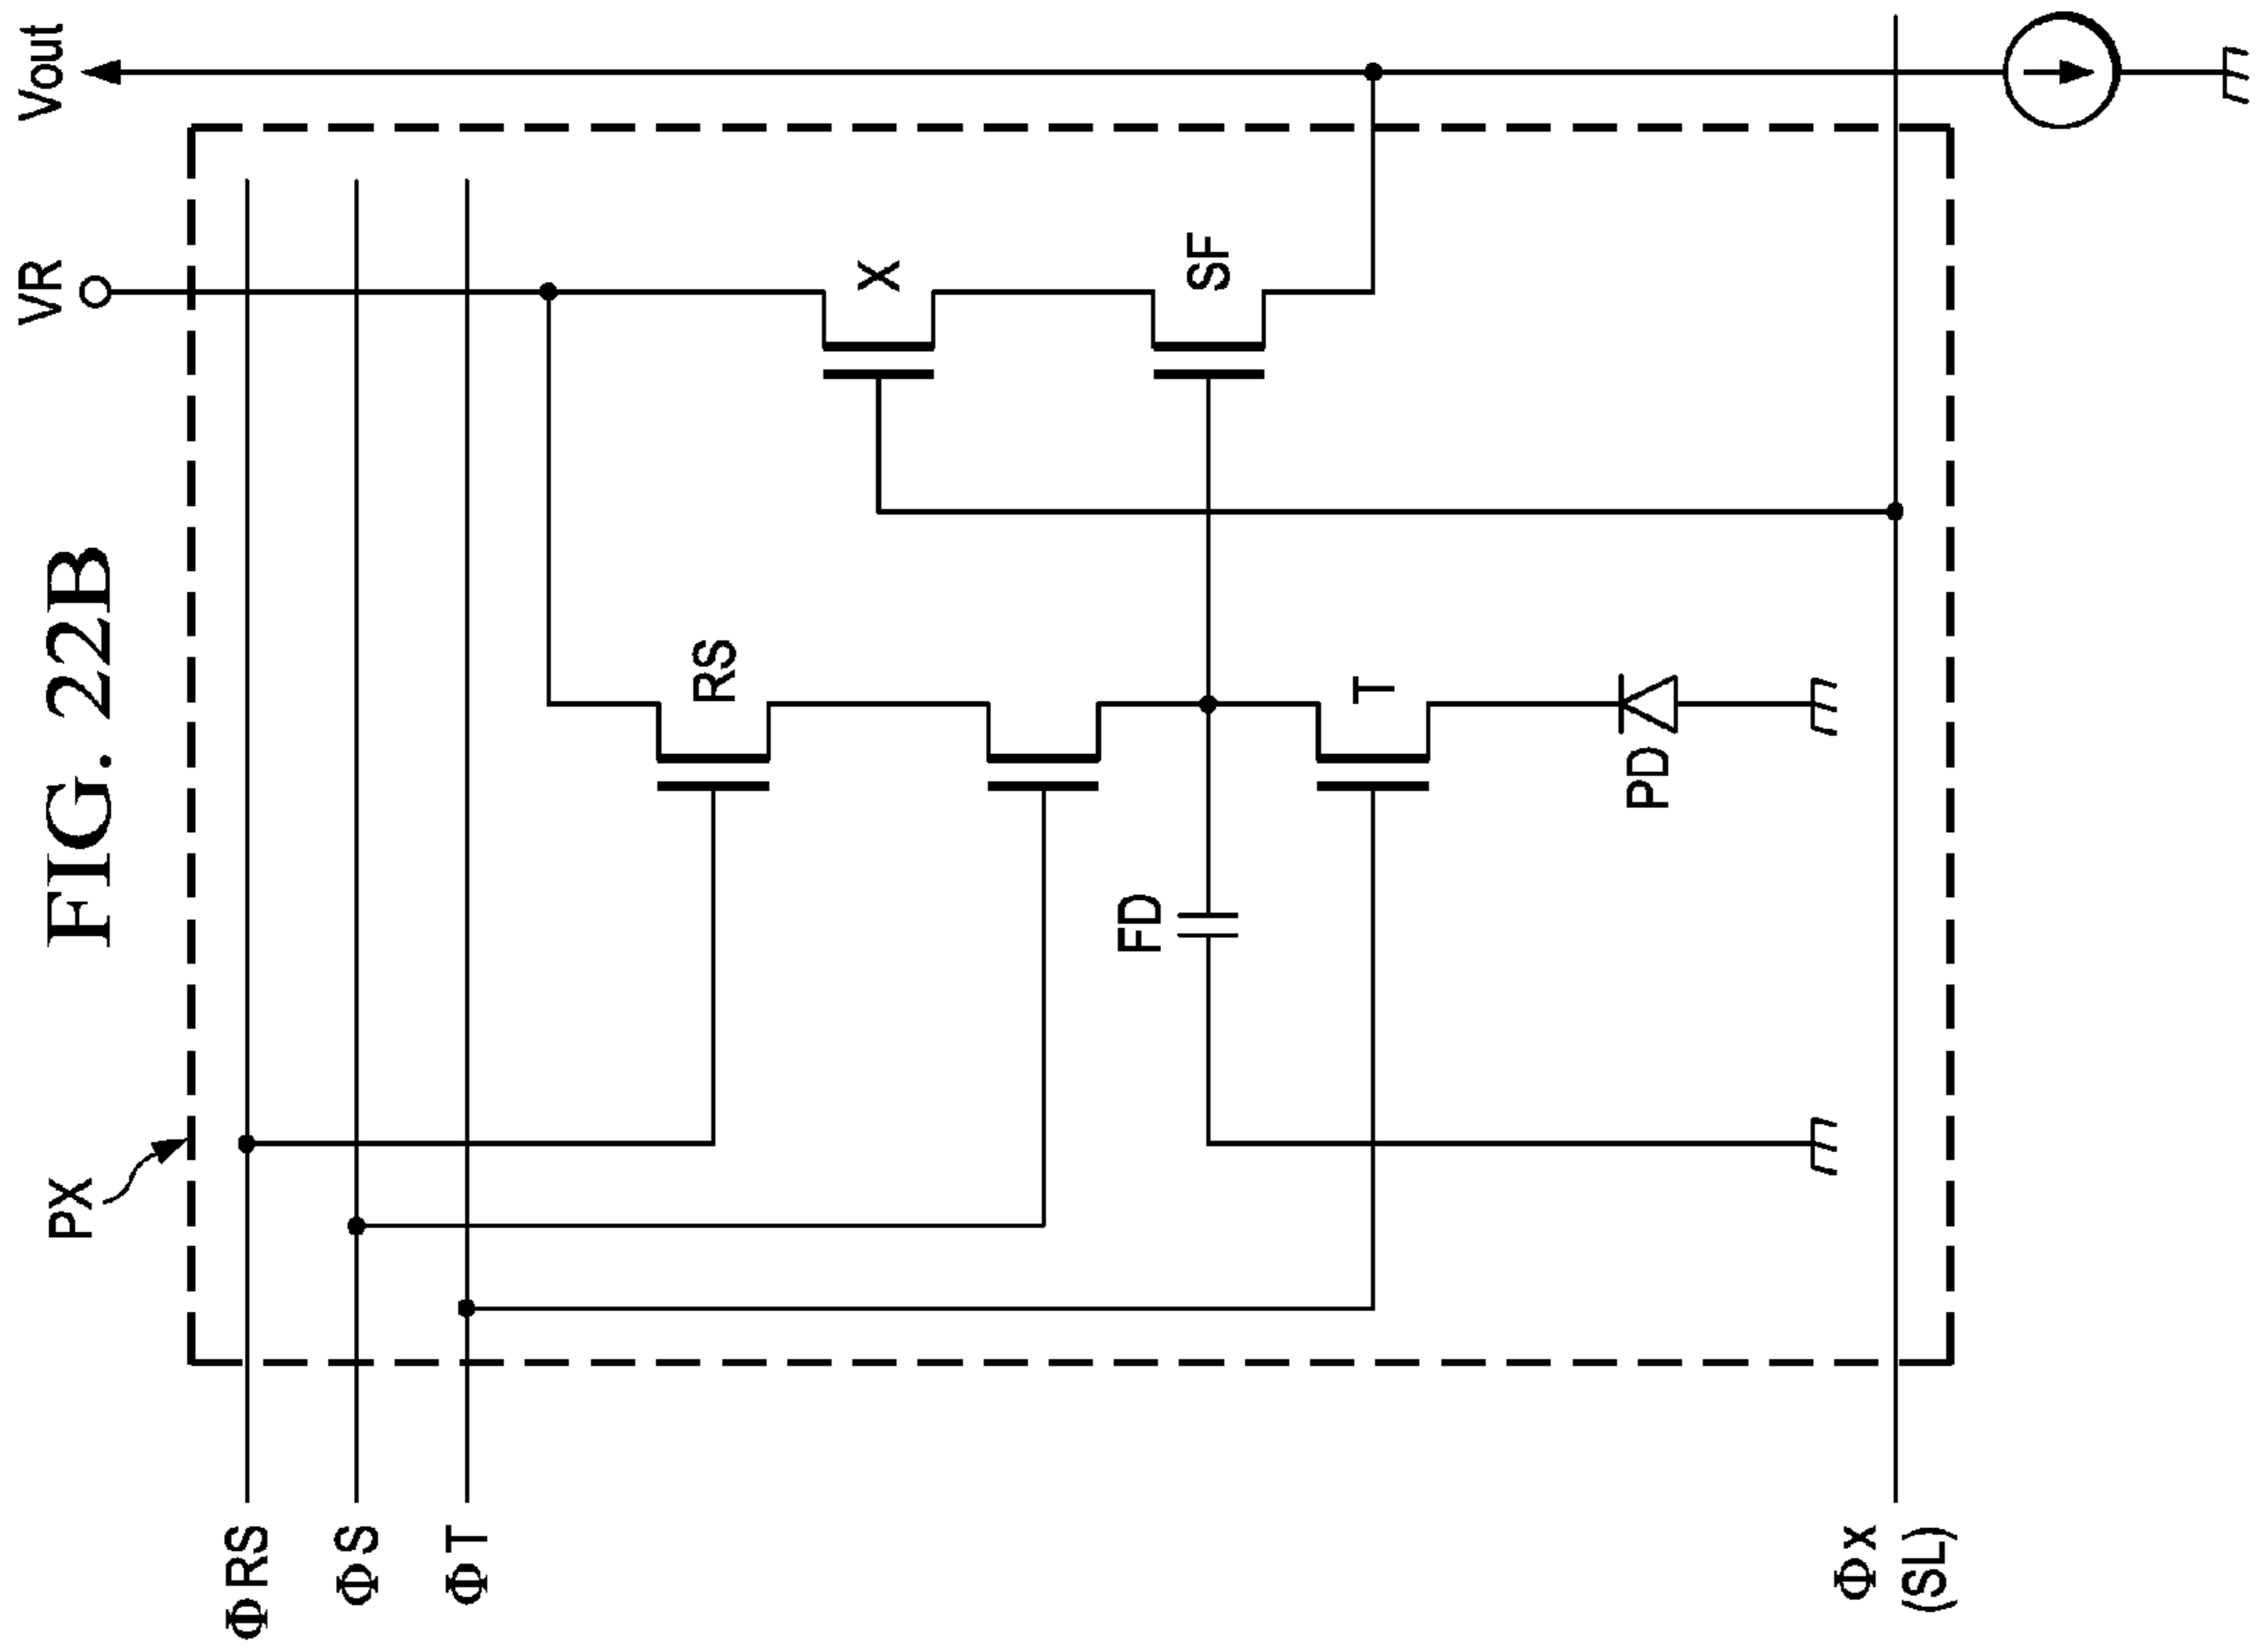 FIG. 22B
PX
VR
Vout
ΦRS
ΦS
ΦT
RS
X
FD
SF
T
PD
Φx
(SL)